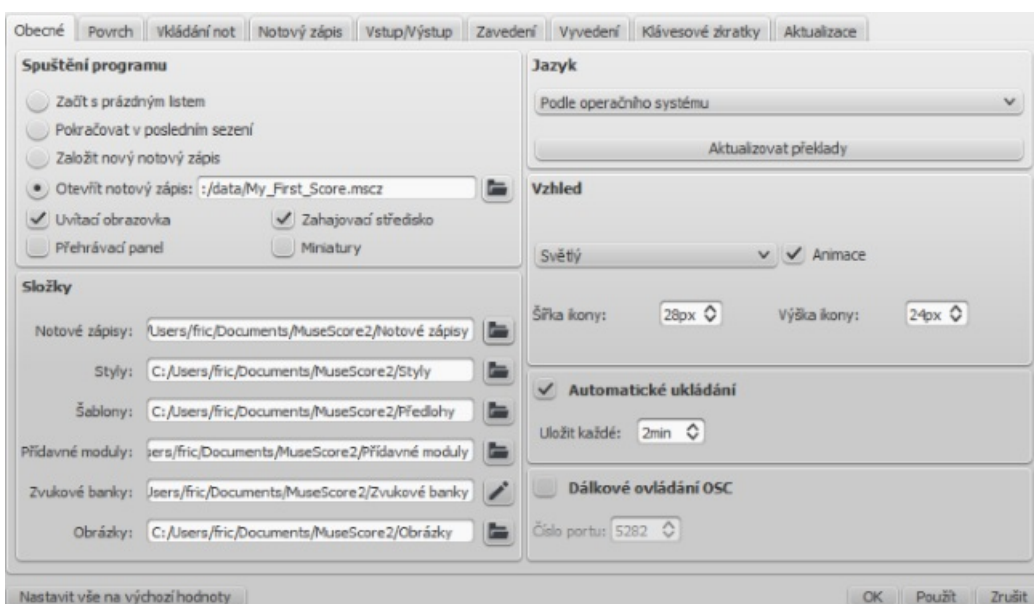 Obecné Povrch Vkládání not Notový zápis Vstup/Výstup Zavedení Vyvedení Klávesové zkratky Aktualizace
Spuštění programu
Začít s prázdným listem
Pokračovat v posledním sezení
Založit nový notový zápis
Otevřít notový zápis: :/data/My_First_Score.mscz
Uvítací obrazovka Zahajovací středisko
Přehrávací panel Miniatury
Složky
Notové zápisy: /Users/fric/Documents/MuseScore2/Notové zápisy
Styly: C:/Users/fric/Documents/MuseScore2/Styly
Šablony: C:/Users/fric/Documents/MuseScore2/Předlohy
Přídavné moduly: sers/fric/Documents/MuseScore2/Přídavné moduly
Zvukové banky: Jsers/fric/Documents/MuseScore2/Zvukové banky
Obrázky: C:/Users/fric/Documents/MuseScore2/Obrázky
Jazyk
Podle operačního systému
Aktualizovat překlady
Vzhled
Světlý Animace
Šířka ikony: 28px Výška ikony: 24px
Automatické ukládání
Uložit každé: 2min
Dálkové ovládání OSC
Číslo portu: 5282
Nastavit vše na výchozí hodnoty OK Použít Zrušit